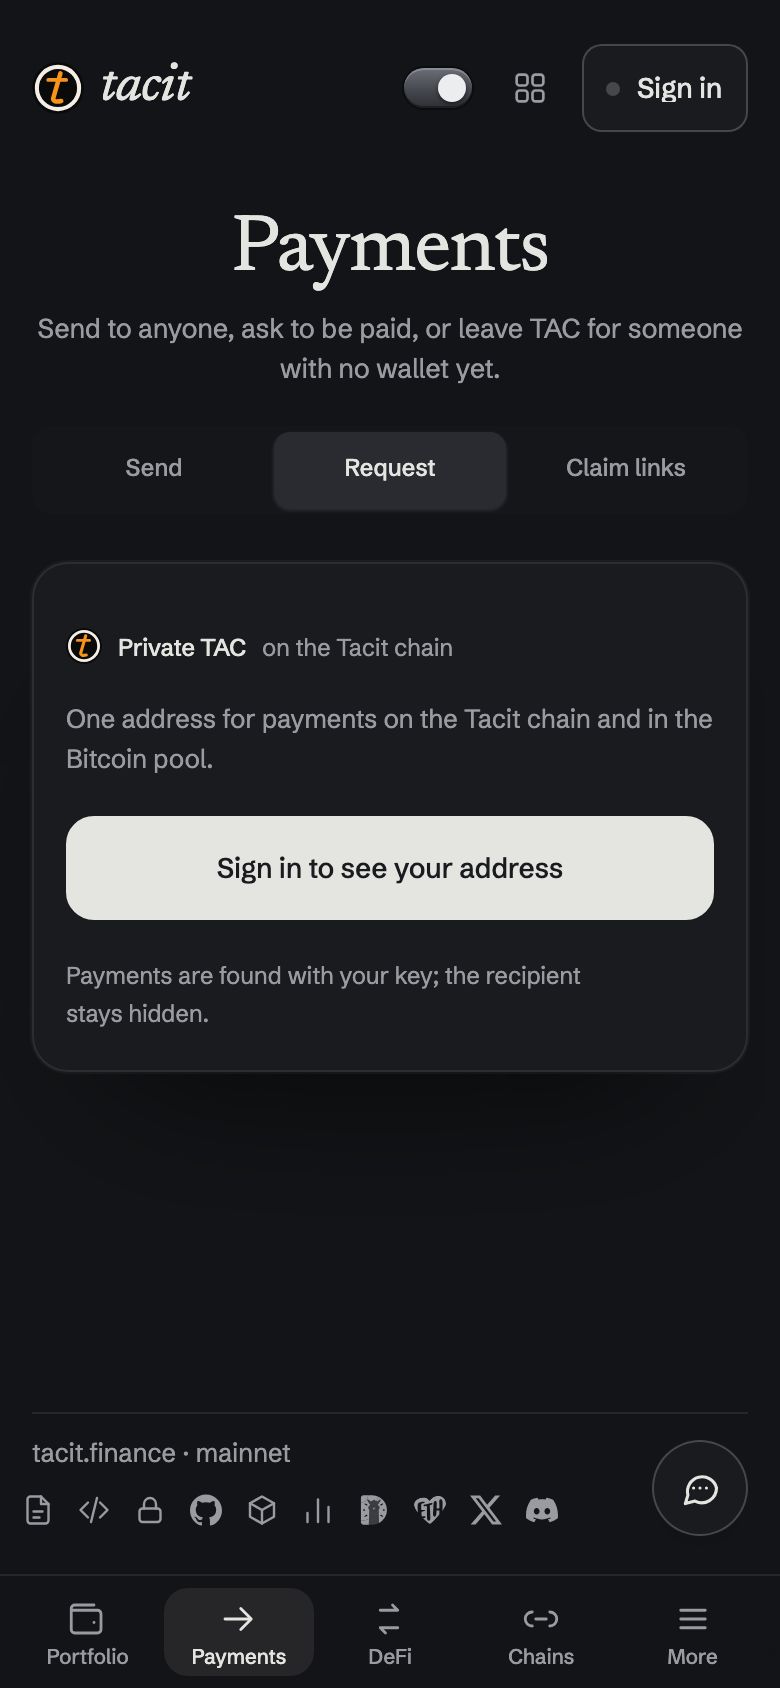 tacit
Sign in
Payments
Send to anyone, ask to be paid, or leave TAC for someone
with no wallet yet.
Send
Request
Claim links
Private TAC on the Tacit chain
One address for payments on the Tacit chain and in the
Bitcoin pool.
Sign in to see your address
Payments are found with your key; the recipient
stays hidden.
tacit.finance · mainnet
Portfolio
Payments
DeFi
Chains
More